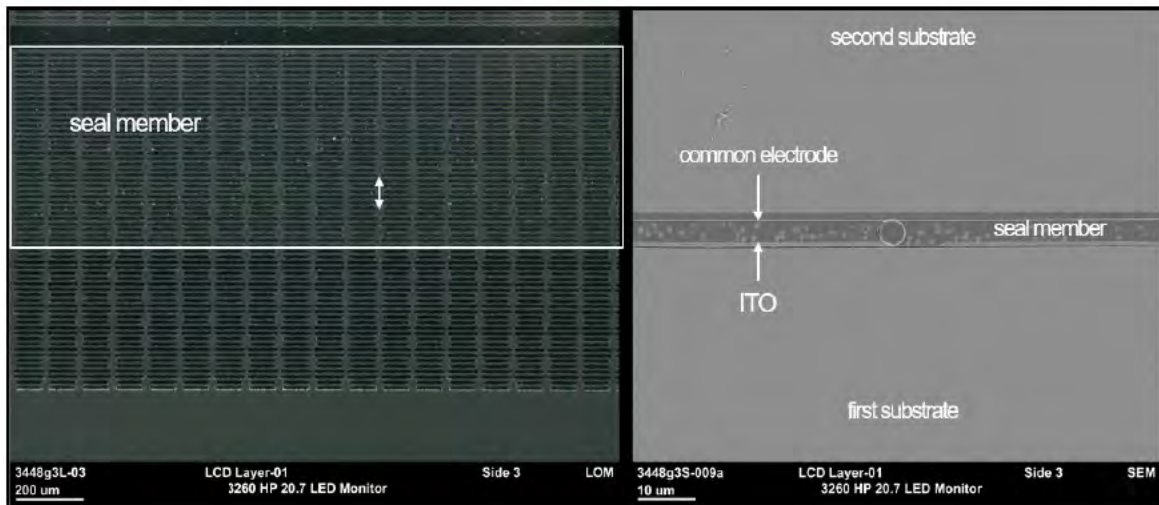 seal member
3448g3L-03 LCD Layer-01 Side 3 LOM
200 um 3260 HP 20.7 LED Monitor
second substrate
common electrode
seal member
ITO
first substrate
3448g3S-009a LCD Layer-01 Side 3 SEM
10 um 3260 HP 20.7 LED Monitor